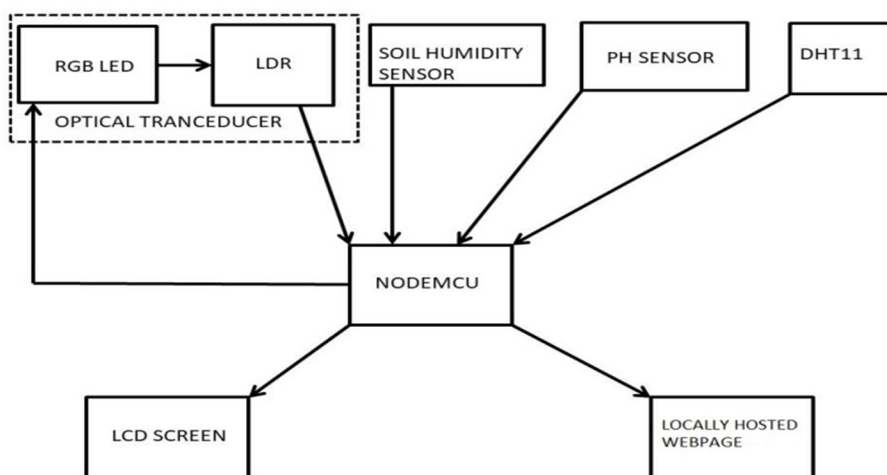 RGB LED
LDR
OPTICAL TRANCEDUCER
SOIL HUMIDITY
SENSOR
PH SENSOR
DHT11
NODEMCU
LCD SCREEN
LOCALLY HOSTED
WEBPAGE